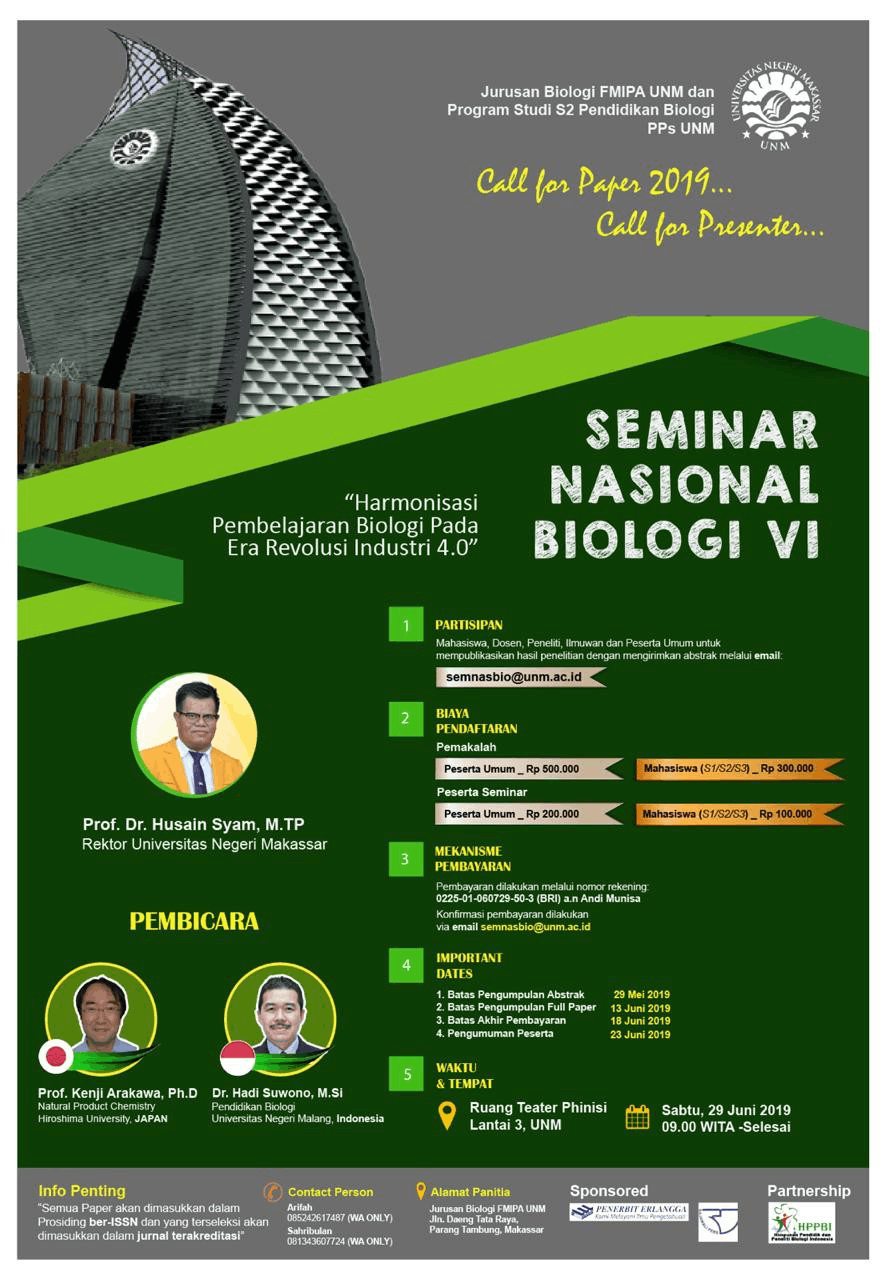 Jurusan Biologi FMIPA UNM dan
Program Studi S2 Pendidikan Biologi
PPs UNM
UNIVERSITAS NEGERI MAKASSAR
UNM
Call for Paper 2019...
Call for Presenter...
SEMINAR
NASIONAL
BIOLOGI VI
“Harmonisasi
Pembelajaran Biologi Pada
Era Revolusi Industri 4.0”
Prof. Dr. Husain Syam, M.TP
Rektor Universitas Negeri Makassar
PEMBICARA
Prof. Kenji Arakawa, Ph.D
Natural Product Chemistry
Hiroshima University, JAPAN
Dr. Hadi Suwono, M.Si
Pendidikan Biologi
Universitas Negeri Malang, Indonesia
1 PARTISIPAN
Mahasiswa, Dosen, Peneliti, Ilmuwan dan Peserta Umum untuk
mempublikasikan hasil penelitian dengan mengirimkan abstrak melalui email:
semnasbio@unm.ac.id
2 BIAYA
PENDAFTARAN
Pemakalah
Peserta Umum _ Rp 500.000 Mahasiswa (S1/S2/S3) _ Rp 300.000
Peserta Seminar
Peserta Umum _ Rp 200.000 Mahasiswa (S1/S2/S3) _ Rp 100.000
3 MEKANISME
PEMBAYARAN
Pembayaran dilakukan melalui nomor rekening:
0225-01-060729-50-3 (BRI) a.n Andi Munisa
Konfirmasi pembayaran dilakukan
via email semnasbio@unm.ac.id
4 IMPORTANT
DATES
1. Batas Pengumpulan Abstrak 29 Mei 2019
2. Batas Pengumpulan Full Paper 13 Juni 2019
3. Batas Akhir Pembayaran 18 Juni 2019
4. Pengumuman Peserta 23 Juni 2019
5 WAKTU
& TEMPAT
Ruang Teater Phinisi
Lantai 3, UNM
Sabtu, 29 Juni 2019
09.00 WITA -Selesai
Info Penting
“Semua Paper akan dimasukkan dalam
Prosiding ber-ISSN dan yang terseleksi akan
dimasukkan dalam jurnal terakreditasi”
Contact Person
Arifah
085242617487 (WA ONLY)
Sahribulan
081343607724 (WA ONLY)
Alamat Panitia
Jurusan Biologi FMIPA UNM
Jln. Daeng Tata Raya,
Parang Tambung, Makassar
Sponsored
PENERBIT ERLANGGA
Kami Melayani Ilmu Pengetahuan
Partnership
HPPBI
Himpunan Pendidik dan
Peneliti Biologi Indonesia